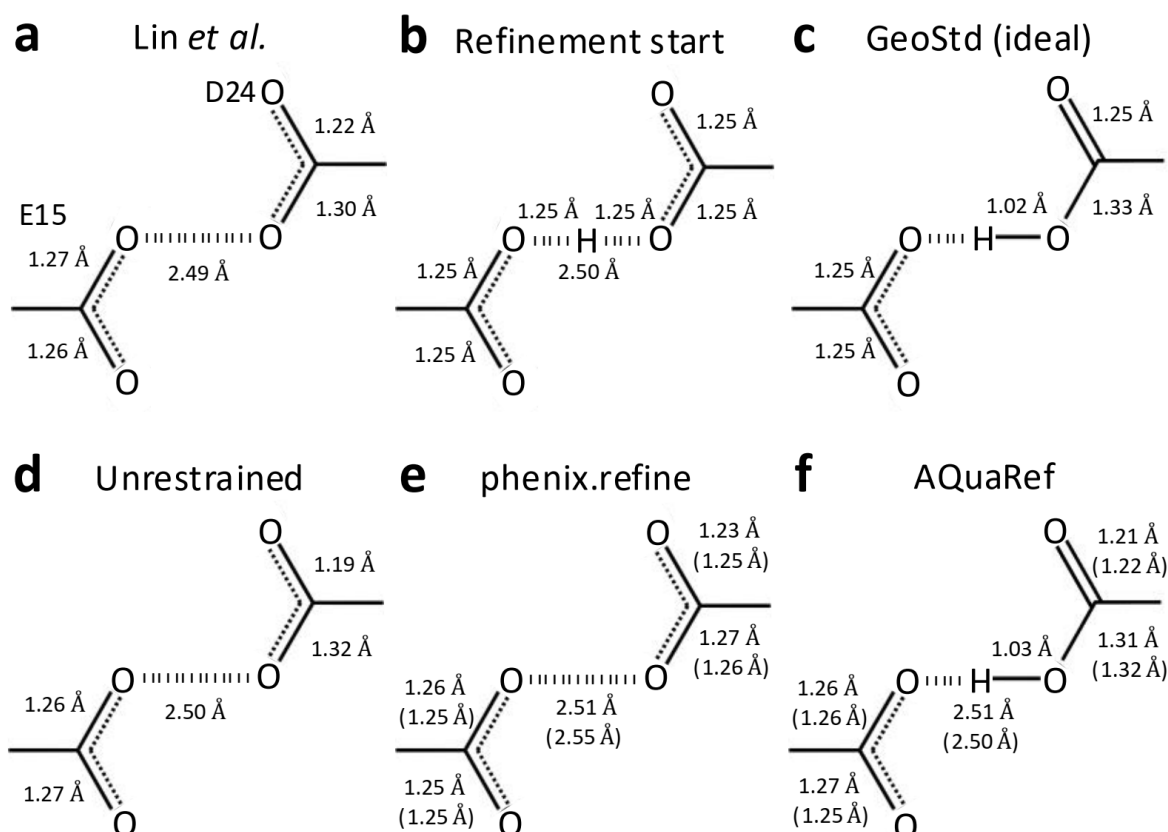 a Lin et al.
b Refinement start
c GeoStd (ideal)
D24 O
O
O
1.22 Å
1.25 Å
1.25 Å
E15
1.30 Å
1.25 Å
1.25 Å
1.25 Å
1.02 Å
1.33 Å
O
O
O
H
O
O
H
O
1.27 Å
2.49 Å
1.25 Å
2.50 Å
1.25 Å
1.26 Å
1.25 Å
1.25 Å
O
O
O
d Unrestrained
e phenix.refine
f AQuaRef
O
O
1.23 Å
(1.25 Å)
O
1.21 Å
(1.22 Å)
1.19 Å
1.32 Å
1.27 Å
(1.26 Å)
1.03 Å
1.31 Å
(1.32 Å)
O
O
O
O
O
H
O
1.26 Å
2.50 Å
1.26 Å
(1.25 Å)
2.51 Å
(2.55 Å)
1.26 Å
(1.26 Å)
2.51 Å
(2.50 Å)
1.27 Å
1.25 Å
(1.25 Å)
1.27 Å
(1.25 Å)
O
O
O